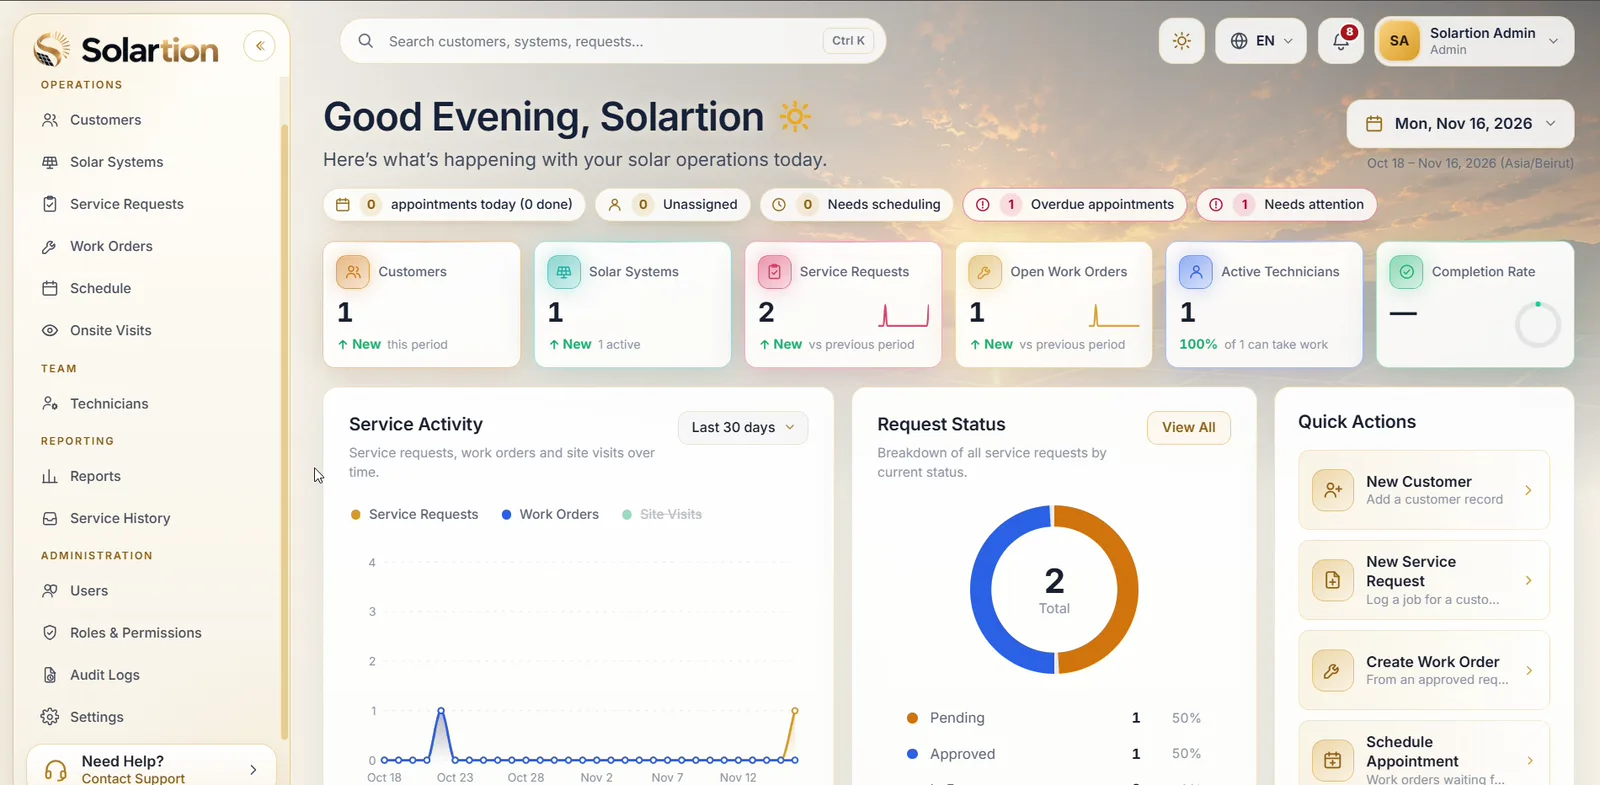 Solartion
OPERATIONS
Customers
Solar Systems
Service Requests
Work Orders
Schedule
Onsite Visits
TEAM
Technicians
REPORTING
Reports
Service History
ADMINISTRATION
Users
Roles & Permissions
Audit Logs
Settings
Need Help?
Contact Support
Search customers, systems, requests...
Ctrl K
EN
8
SA
Solartion Admin
Admin
Good Evening, Solartion
Here's what's happening with your solar operations today.
Mon, Nov 16, 2026
Oct 18 – Nov 16, 2026 (Asia/Beirut)
0 appointments today (0 done)
0 Unassigned
0 Needs scheduling
1 Overdue appointments
1 Needs attention
Customers
1
↑ New this period
Solar Systems
1
↑ New 1 active
Service Requests
2
↑ New vs previous period
Open Work Orders
1
↑ New vs previous period
Active Technicians
1
100% of 1 can take work
Completion Rate
—
Service Activity
Last 30 days
Service requests, work orders and site visits over
time.
Service Requests
Work Orders
Site Visits
4
3
2
1
0
Oct 18
Oct 23
Oct 28
Nov 2
Nov 7
Nov 12
Request Status
View All
Breakdown of all service requests by
current status.
2
Total
Pending 1 50%
Approved 1 50%
Quick Actions
New Customer
Add a customer record
New Service
Request
Log a job for a custo...
Create Work Order
From an approved req...
Schedule
Appointment
Work orders waiting f...